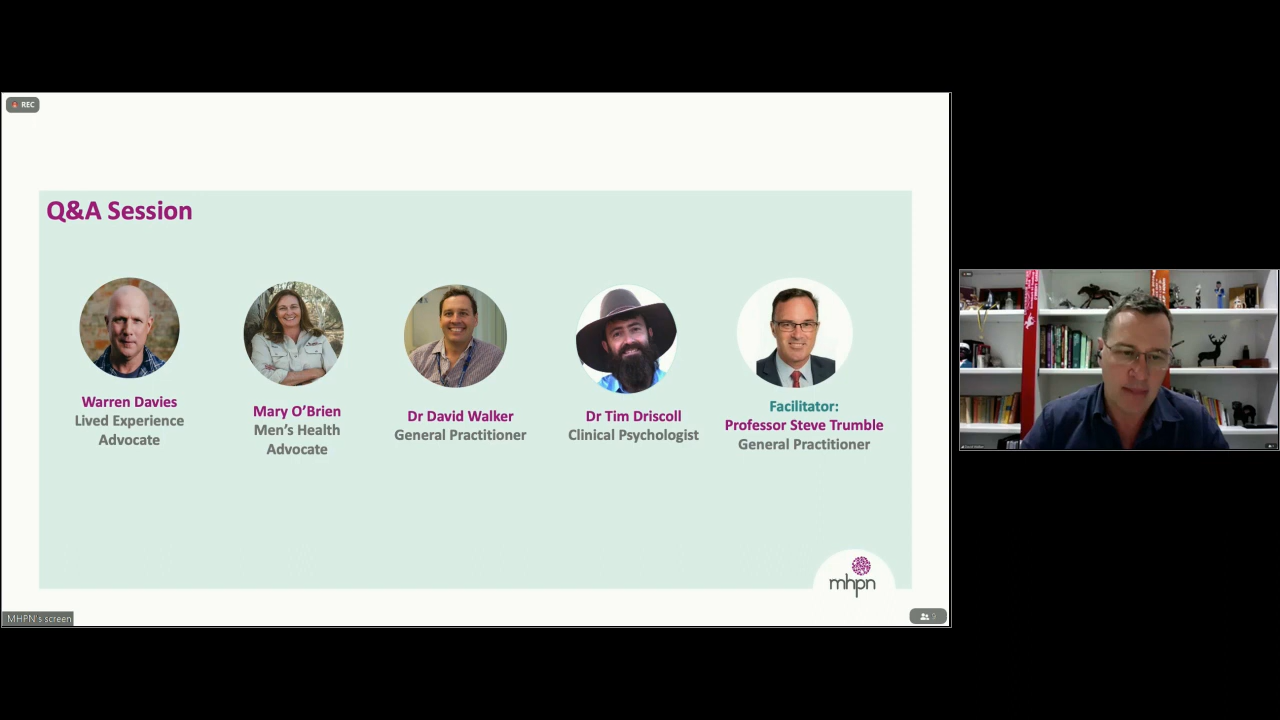 REC
Q&A Session
Warren Davies
Lived Experience
Advocate
Mary O’Brien
Men’s Health
Advocate
Dr David Walker
General Practitioner
Dr Tim Driscoll
Clinical Psychologist
Facilitator:
Professor Steve Trumble
General Practitioner
mhpn
MHPN's screen
9